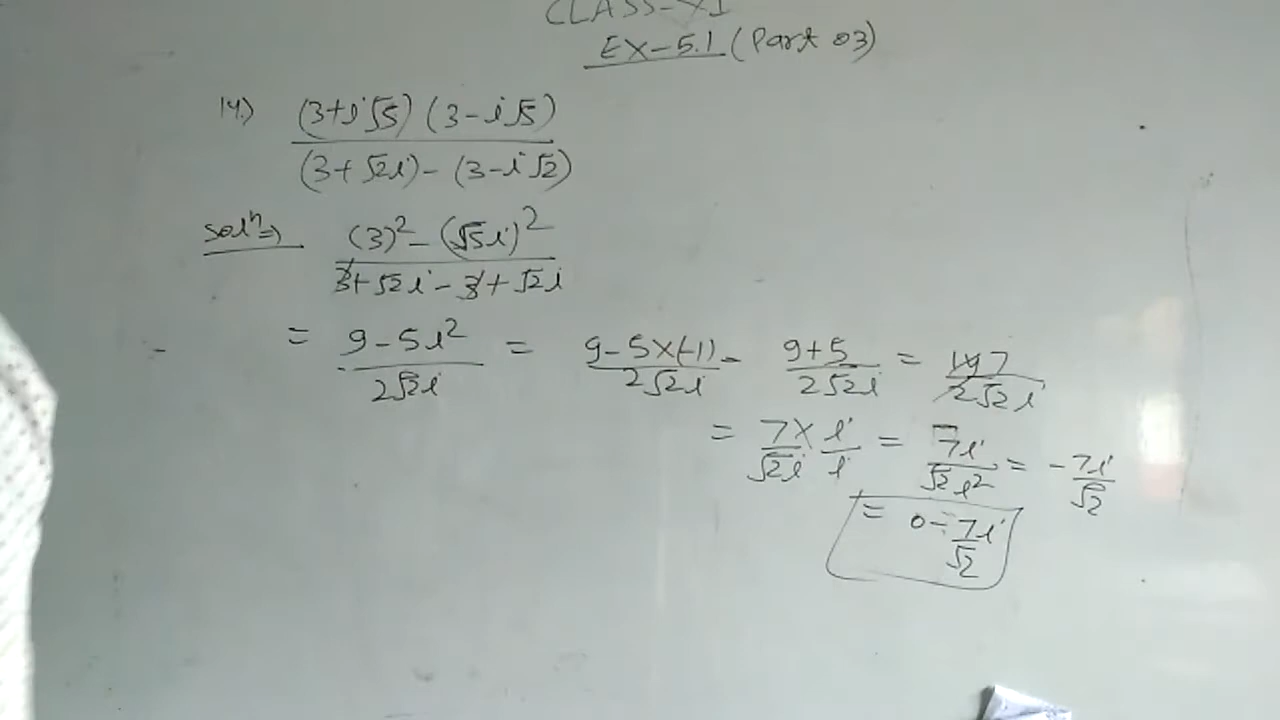 CLASS-XI
EX-5.1 (Part 03)
14.) (3+i√5) (3-i√5)
(3+√2i) - (3-i√2)
Solⁿ⇒ (3)² - (√5i)²
3+√2i - 3+√2i
= 9-5i² / 2√2i = 9-5×(-1) / 2√2i = 9+5 / 2√2i = 14 7 / 2√2i
= 7 / √2i × i / i = 7i / √2i² = -7i / √2
= 0 - 7i / √2